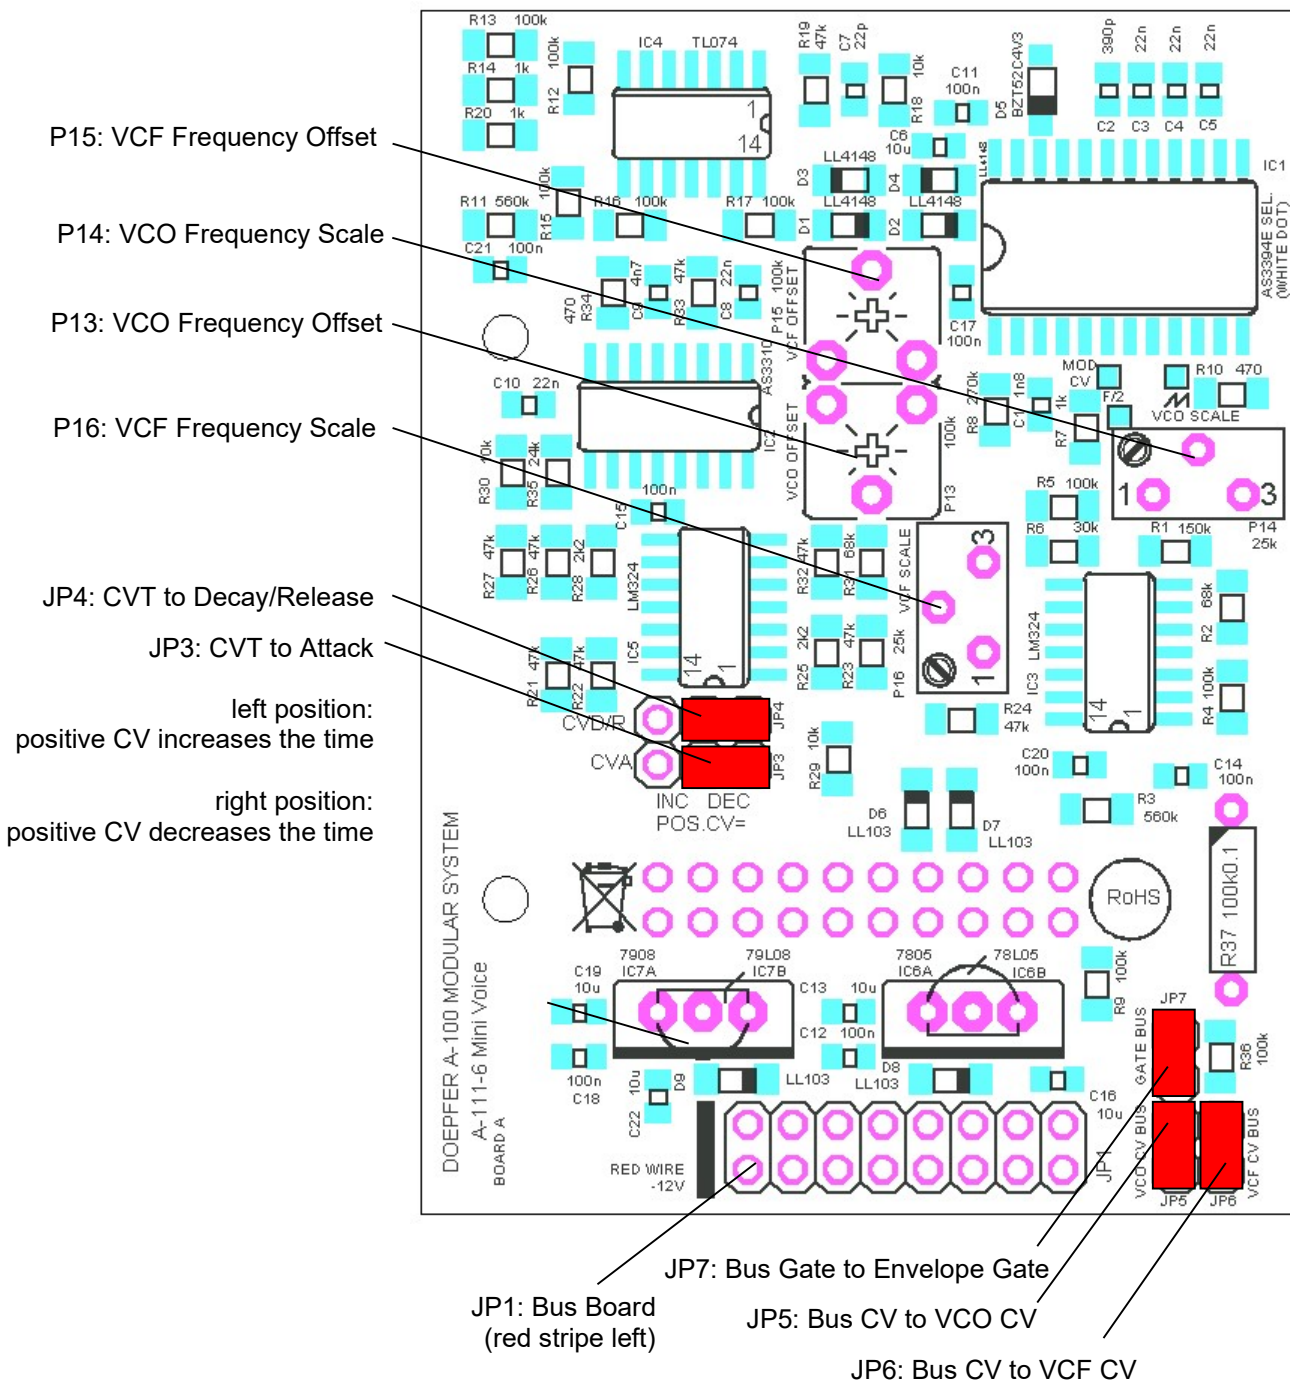 P15: VCF Frequency Offset
P14: VCO Frequency Scale
P13: VCO Frequency Offset
P16: VCF Frequency Scale
JP4: CVT to Decay/Release
JP3: CVT to Attack
left position:
positive CV increases the time
right position:
positive CV decreases the time
R13 100k
R14 1k
R20 1k
100k
R12
IC4 TL074
1
14
R19
47k
C7
22p
10k
R18
C11
100n
C6
10u
D5
BZT52C4V3
390p
22n
22n
22n
C2
C3
C4
C5
LL4148
IC1
AS3394E SEL.
(WHITE DOT)
D3
LL4148
D4
R11 560k
100k
R15
R16 100k
R17 100k
D1
LL4148
D2
LL4148
C21 100n
470
R34
4n7
C9
47k
R33
22n
C8
P15 100k
VCF OFFSET
C17
100n
C10 22n
AS3310
IC2
VCO OFFSET
100k
P13
270k
R8
1n8
C1
1k
R7
MOD
CV
F/2
R10 470
VCO SCALE
1
3
P14
25k
10k
R30
24k
R35
C15
100n
R5 100k
R6 30k
R1 150k
47k
R27
47k
R26
2k2
R28
LM324
IC5
14
1
47k
R32
68k
R31
VCF SCALE
3
1
25k
P16
2k2
R25
47k
R23
LM324
IC3
14
1
68k
R2
100k
R4
47k
R21
47k
R22
CVD/R
JP4
CVA
JP3
INC DEC
POS.CV=
10k
R29
R24
47k
C20
100n
C14
100n
R3
560k
D6
LL103
D7
LL103
R37 100k0.1
RoHS
DOEPFER A-100 MODULAR SYSTEM
A-111-6 Mini Voice
BOARD A
7908
IC7A
79L08
IC7B
7805
IC6A
78L05
IC6B
C19
10u
C13
10u
C12
100n
100n
C18
100k
R9
JP7
GATE BUS
R36
100k
10u
C22
D9
LL103
D8
LL103
C16
10u
RED WIRE
-12V
JP1
VCO CV BUS
VCF CV BUS
JP5
JP6
JP7: Bus Gate to Envelope Gate
JP1: Bus Board
(red stripe left)
JP5: Bus CV to VCO CV
JP6: Bus CV to VCF CV